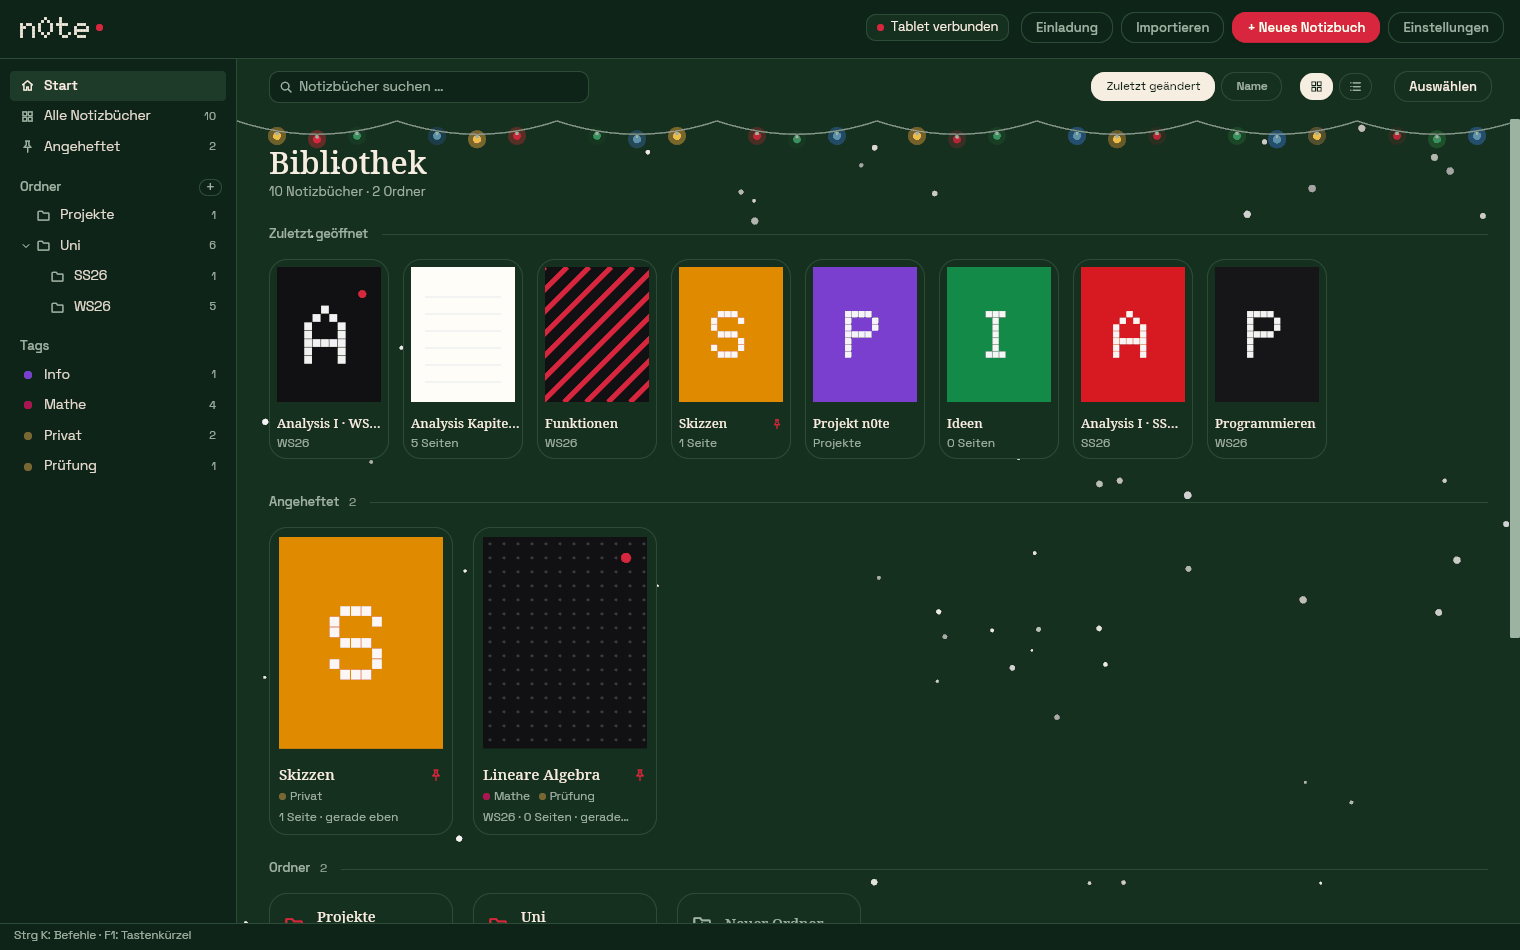 n0te
Tablet verbunden
Einladung
Importieren
+ Neues Notizbuch
Einstellungen
Start
Alle Notizbücher 10
Angeheftet 2
Ordner +
Projekte 1
Uni 6
SS26 1
WS26 5
Tags
Info 1
Mathe 4
Privat 2
Prüfung 1
Notizbücher suchen ...
Zuletzt geändert
Name
Auswählen
Bibliothek
10 Notizbücher · 2 Ordner
Zuletzt geöffnet
A
S
P
I
A
P
Analysis I · WS...
WS26
Analysis Kapite...
5 Seiten
Funktionen
WS26
Skizzen
1 Seite
Projekt n0te
Projekte
Ideen
0 Seiten
Analysis I · SS...
SS26
Programmieren
WS26
Angeheftet 2
S
Skizzen
Privat
1 Seite · gerade eben
Lineare Algebra
Mathe Prüfung
WS26 · 0 Seiten · gerade...
Ordner 2
Projekte
Uni
Neuer Ordner
Strg K: Befehle · F1: Tastenkürzel